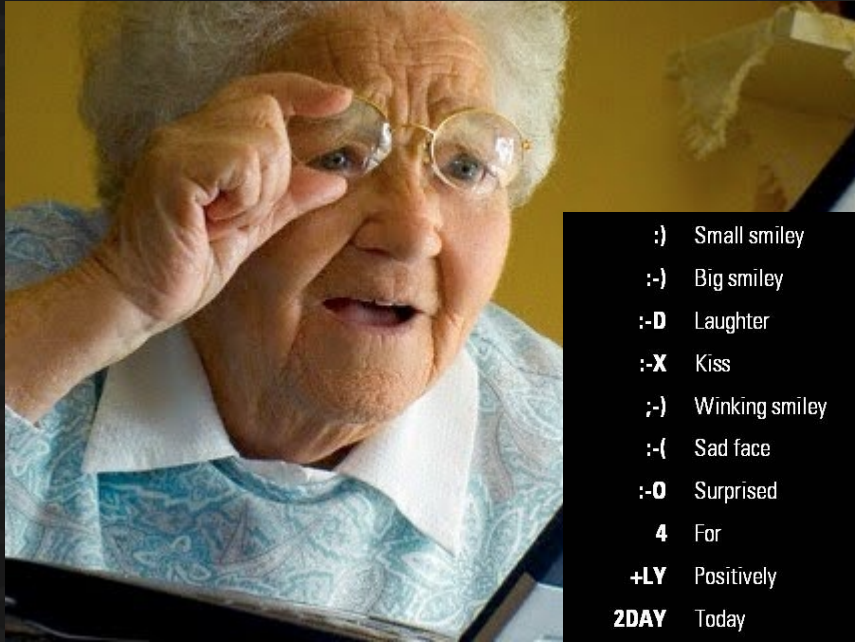 :) Small smiley
:-) Big smiley
:-D Laughter
:-X Kiss
;-) Winking smiley
:-( Sad face
:-O Surprised
4 For
+LY Positively
2DAY Today